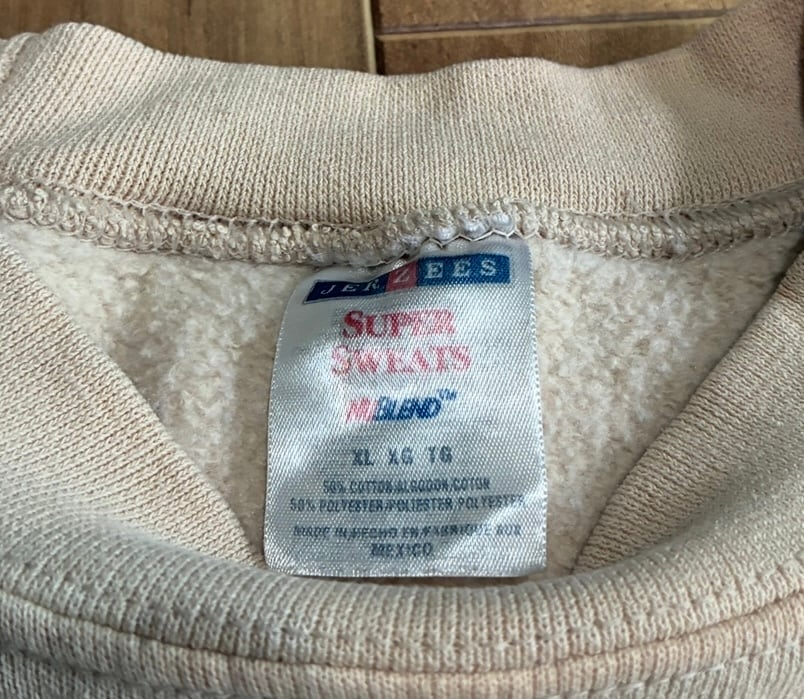 JERZEES
SUPER
SWEATS
NUBLEND™
XL XG TG
50% COTTON/ALGODON/COTON
50% POLYESTER/POLIESTER/POLYESTER
MADE IN/HECHO EN/FABRIQUE AUX
MEXICO